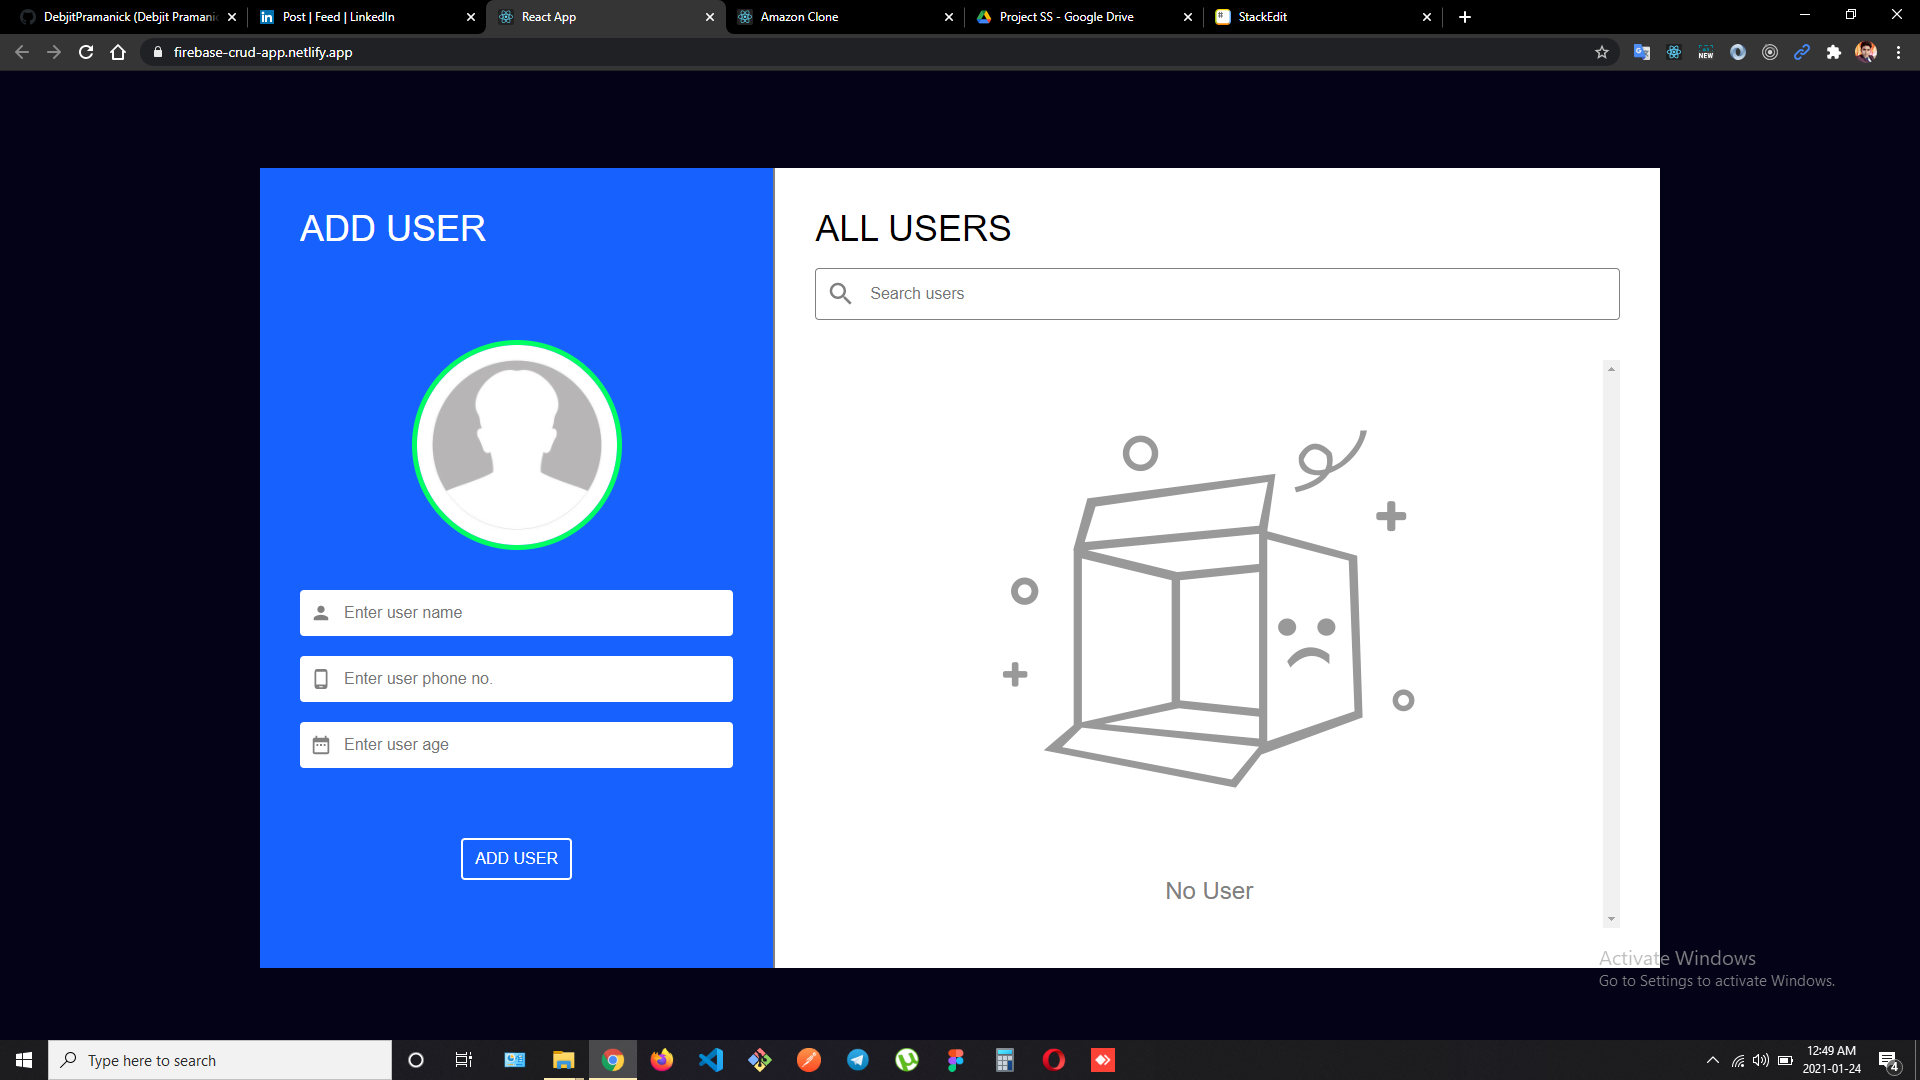 DebjitPramanick (Debjit Pramani
Post | Feed | LinkedIn
React App
Amazon Clone
Project SS - Google Drive
StackEdit
firebase-crud-app.netlify.app
NEW
ADD USER
Enter user name
Enter user phone no.
Enter user age
ADD USER
ALL USERS
Search users
No User
Activate Windows
Go to Settings to activate Windows.
Type here to search
12:49 AM
2021-01-24
4